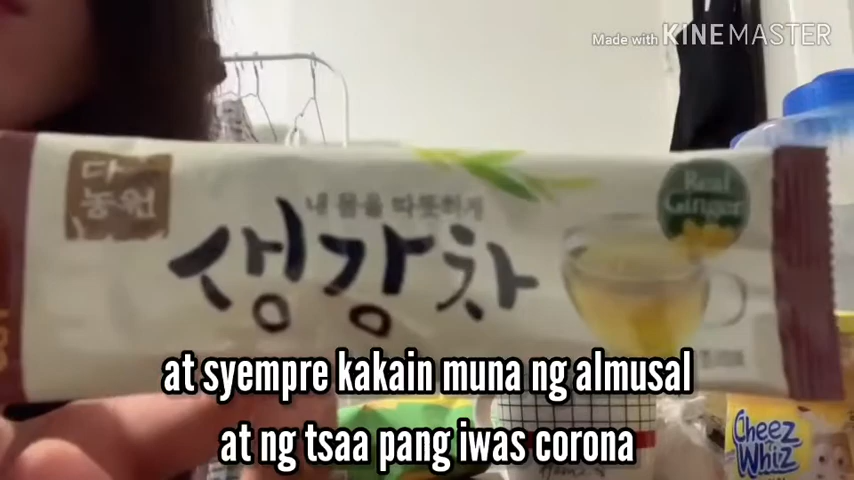 Made with KINEMASTER
다
농원
내 몸을 따뜻하게
생강차
Real
Ginger
at syempre kakain muna ng almusal
at ng tsaa pang iwas corona
Cheez
Whiz